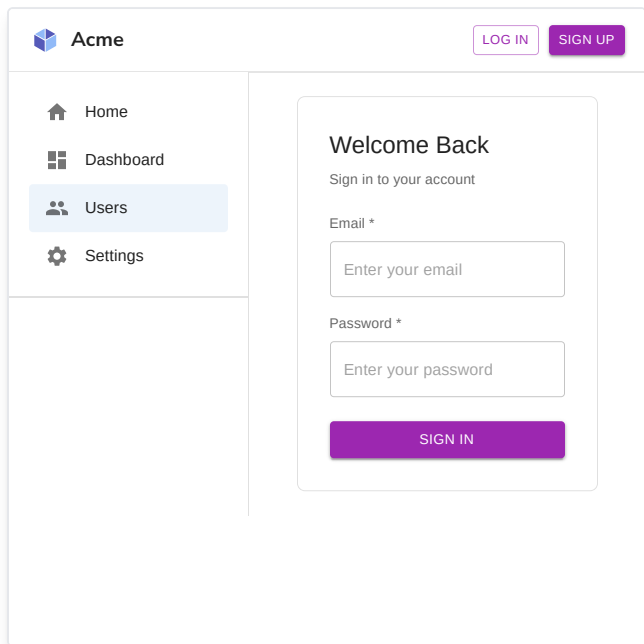 Acme
LOG IN
SIGN UP
Home
Dashboard
Users
Settings
Welcome Back
Sign in to your account
Email *
Enter your email
Password *
Enter your password
SIGN IN